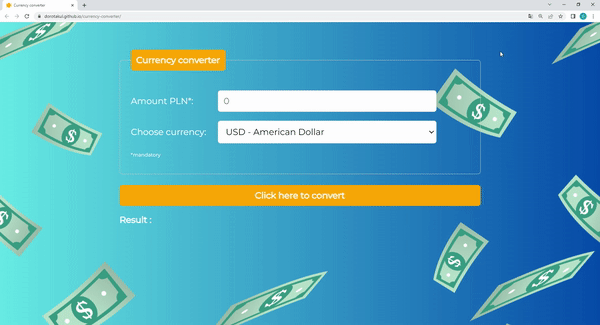 Currency converter
dorotakul.github.io/currency-converter/
Currency converter
Amount PLN*:
0
Choose currency:
USD - American Dollar
*mandatory
Click here to convert
Result :